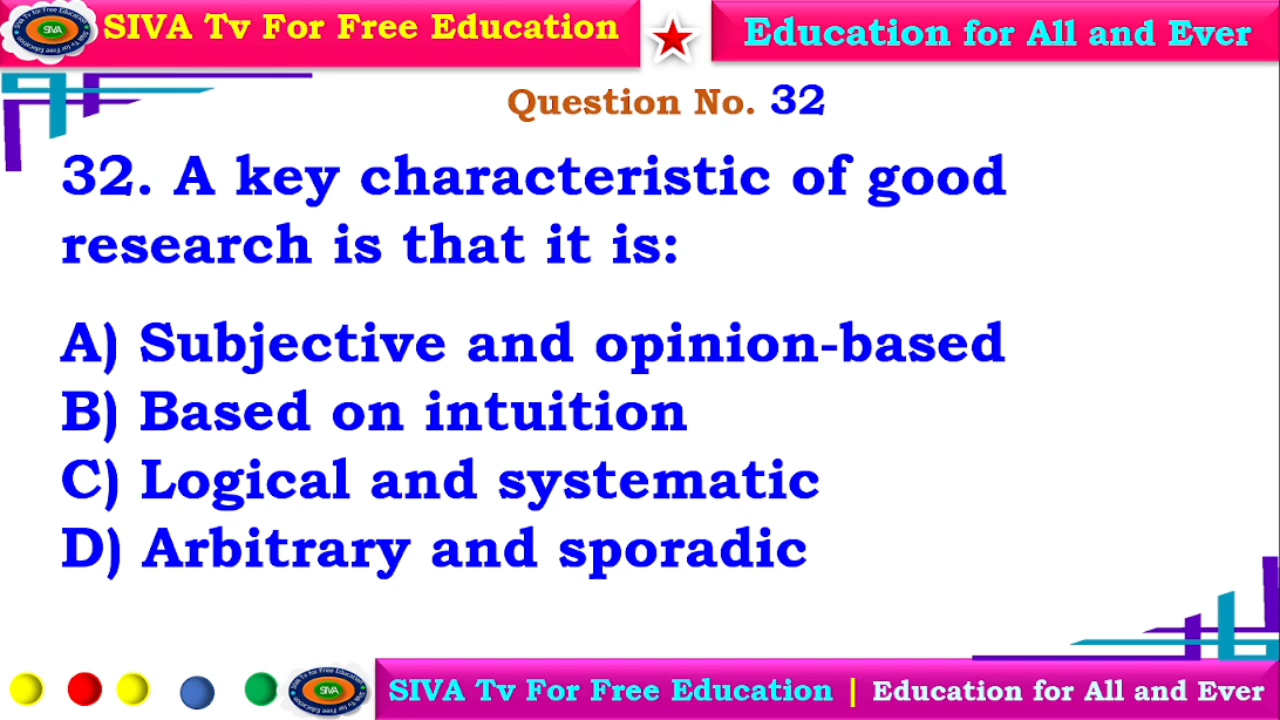 SIVA Tv For Free Education
Education for All and Ever
Question No. 32
32. A key characteristic of good
research is that it is:
A) Subjective and opinion-based
B) Based on intuition
C) Logical and systematic
D) Arbitrary and sporadic
SIVA
SIVA
SIVA Tv For Free Education | Education for All and Ever